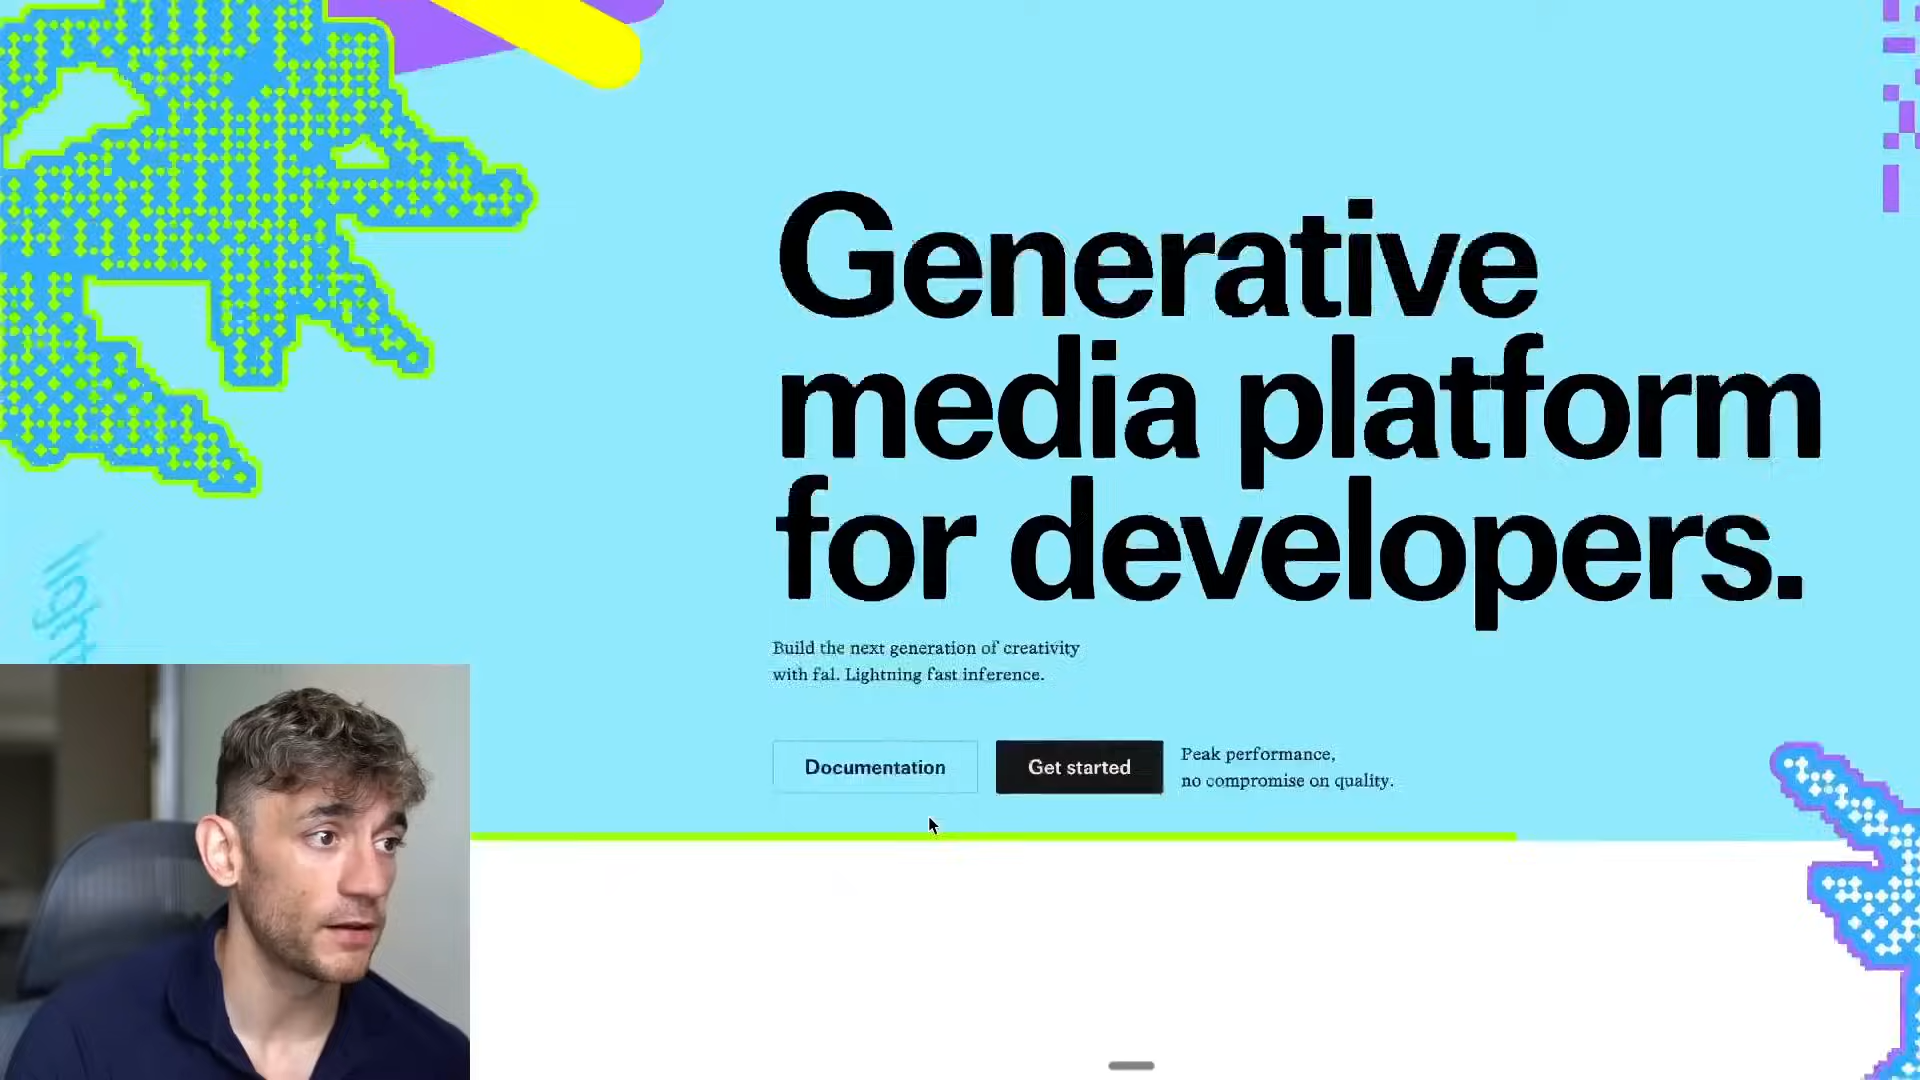 Generative
media platform
for developers.
Build the next generation of creativity
with fal. Lightning fast inference.
Documentation
Get started
Peak performance,
no compromise on quality.